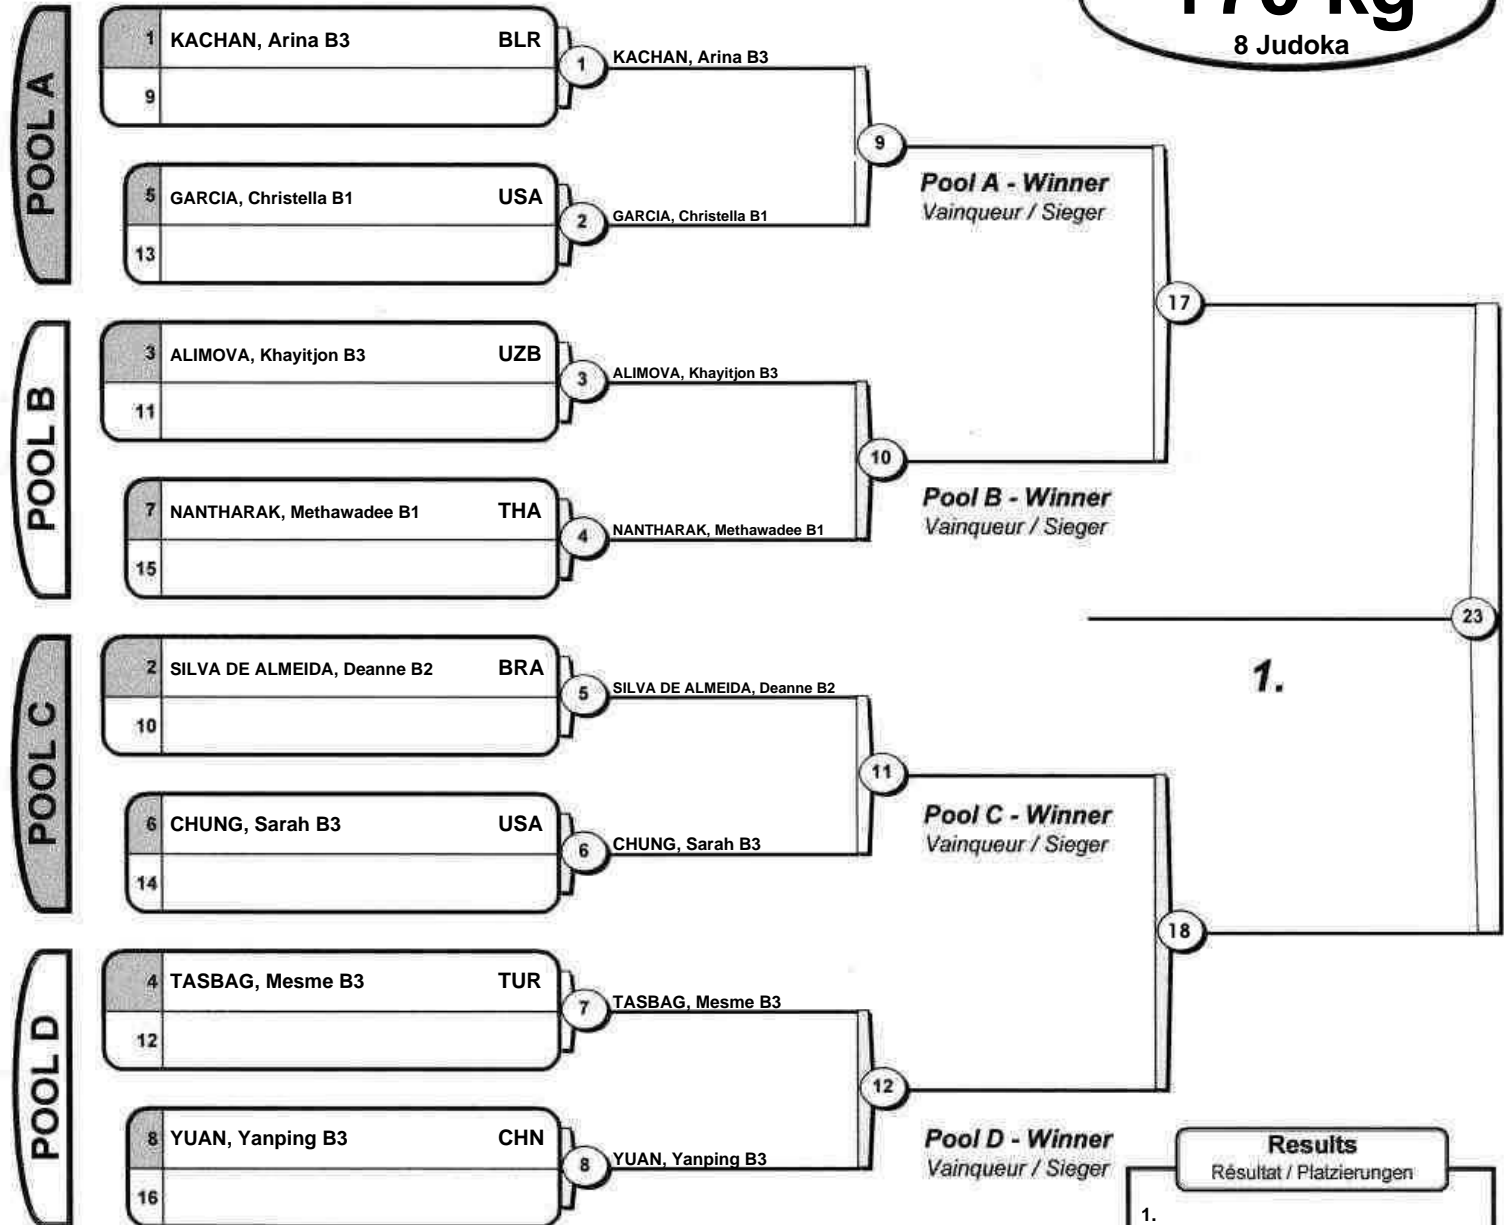 8 Judoka
POOL A
1 KACHAN, Arina B3 BLR
9
1 KACHAN, Arina B3
5 GARCIA, Christella B1 USA
13
2 GARCIA, Christella B1
9
Pool A - Winner
Vainqueur / Sieger
17
POOL B
3 ALIMOVA, Khayitjon B3 UZB
11
3 ALIMOVA, Khayitjon B3
7 NANTHARAK, Methawadee B1 THA
15
4 NANTHARAK, Methawadee B1
10
Pool B - Winner
Vainqueur / Sieger
23
1.
POOL C
2 SILVA DE ALMEIDA, Deanne B2 BRA
10
5 SILVA DE ALMEIDA, Deanne B2
6 CHUNG, Sarah B3 USA
14
6 CHUNG, Sarah B3
11
Pool C - Winner
Vainqueur / Sieger
18
POOL D
4 TASBAG, Mesme B3 TUR
12
7 TASBAG, Mesme B3
8 YUAN, Yanping B3 CHN
16
8 YUAN, Yanping B3
12
Pool D - Winner
Vainqueur / Sieger
Results
Résultat / Platzierungen
1.